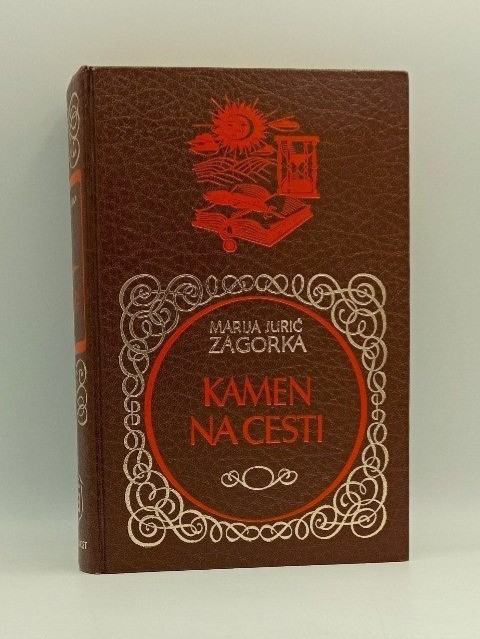 MARIJA JURIĆ
ZAGORKA
KAMEN
NA CESTI